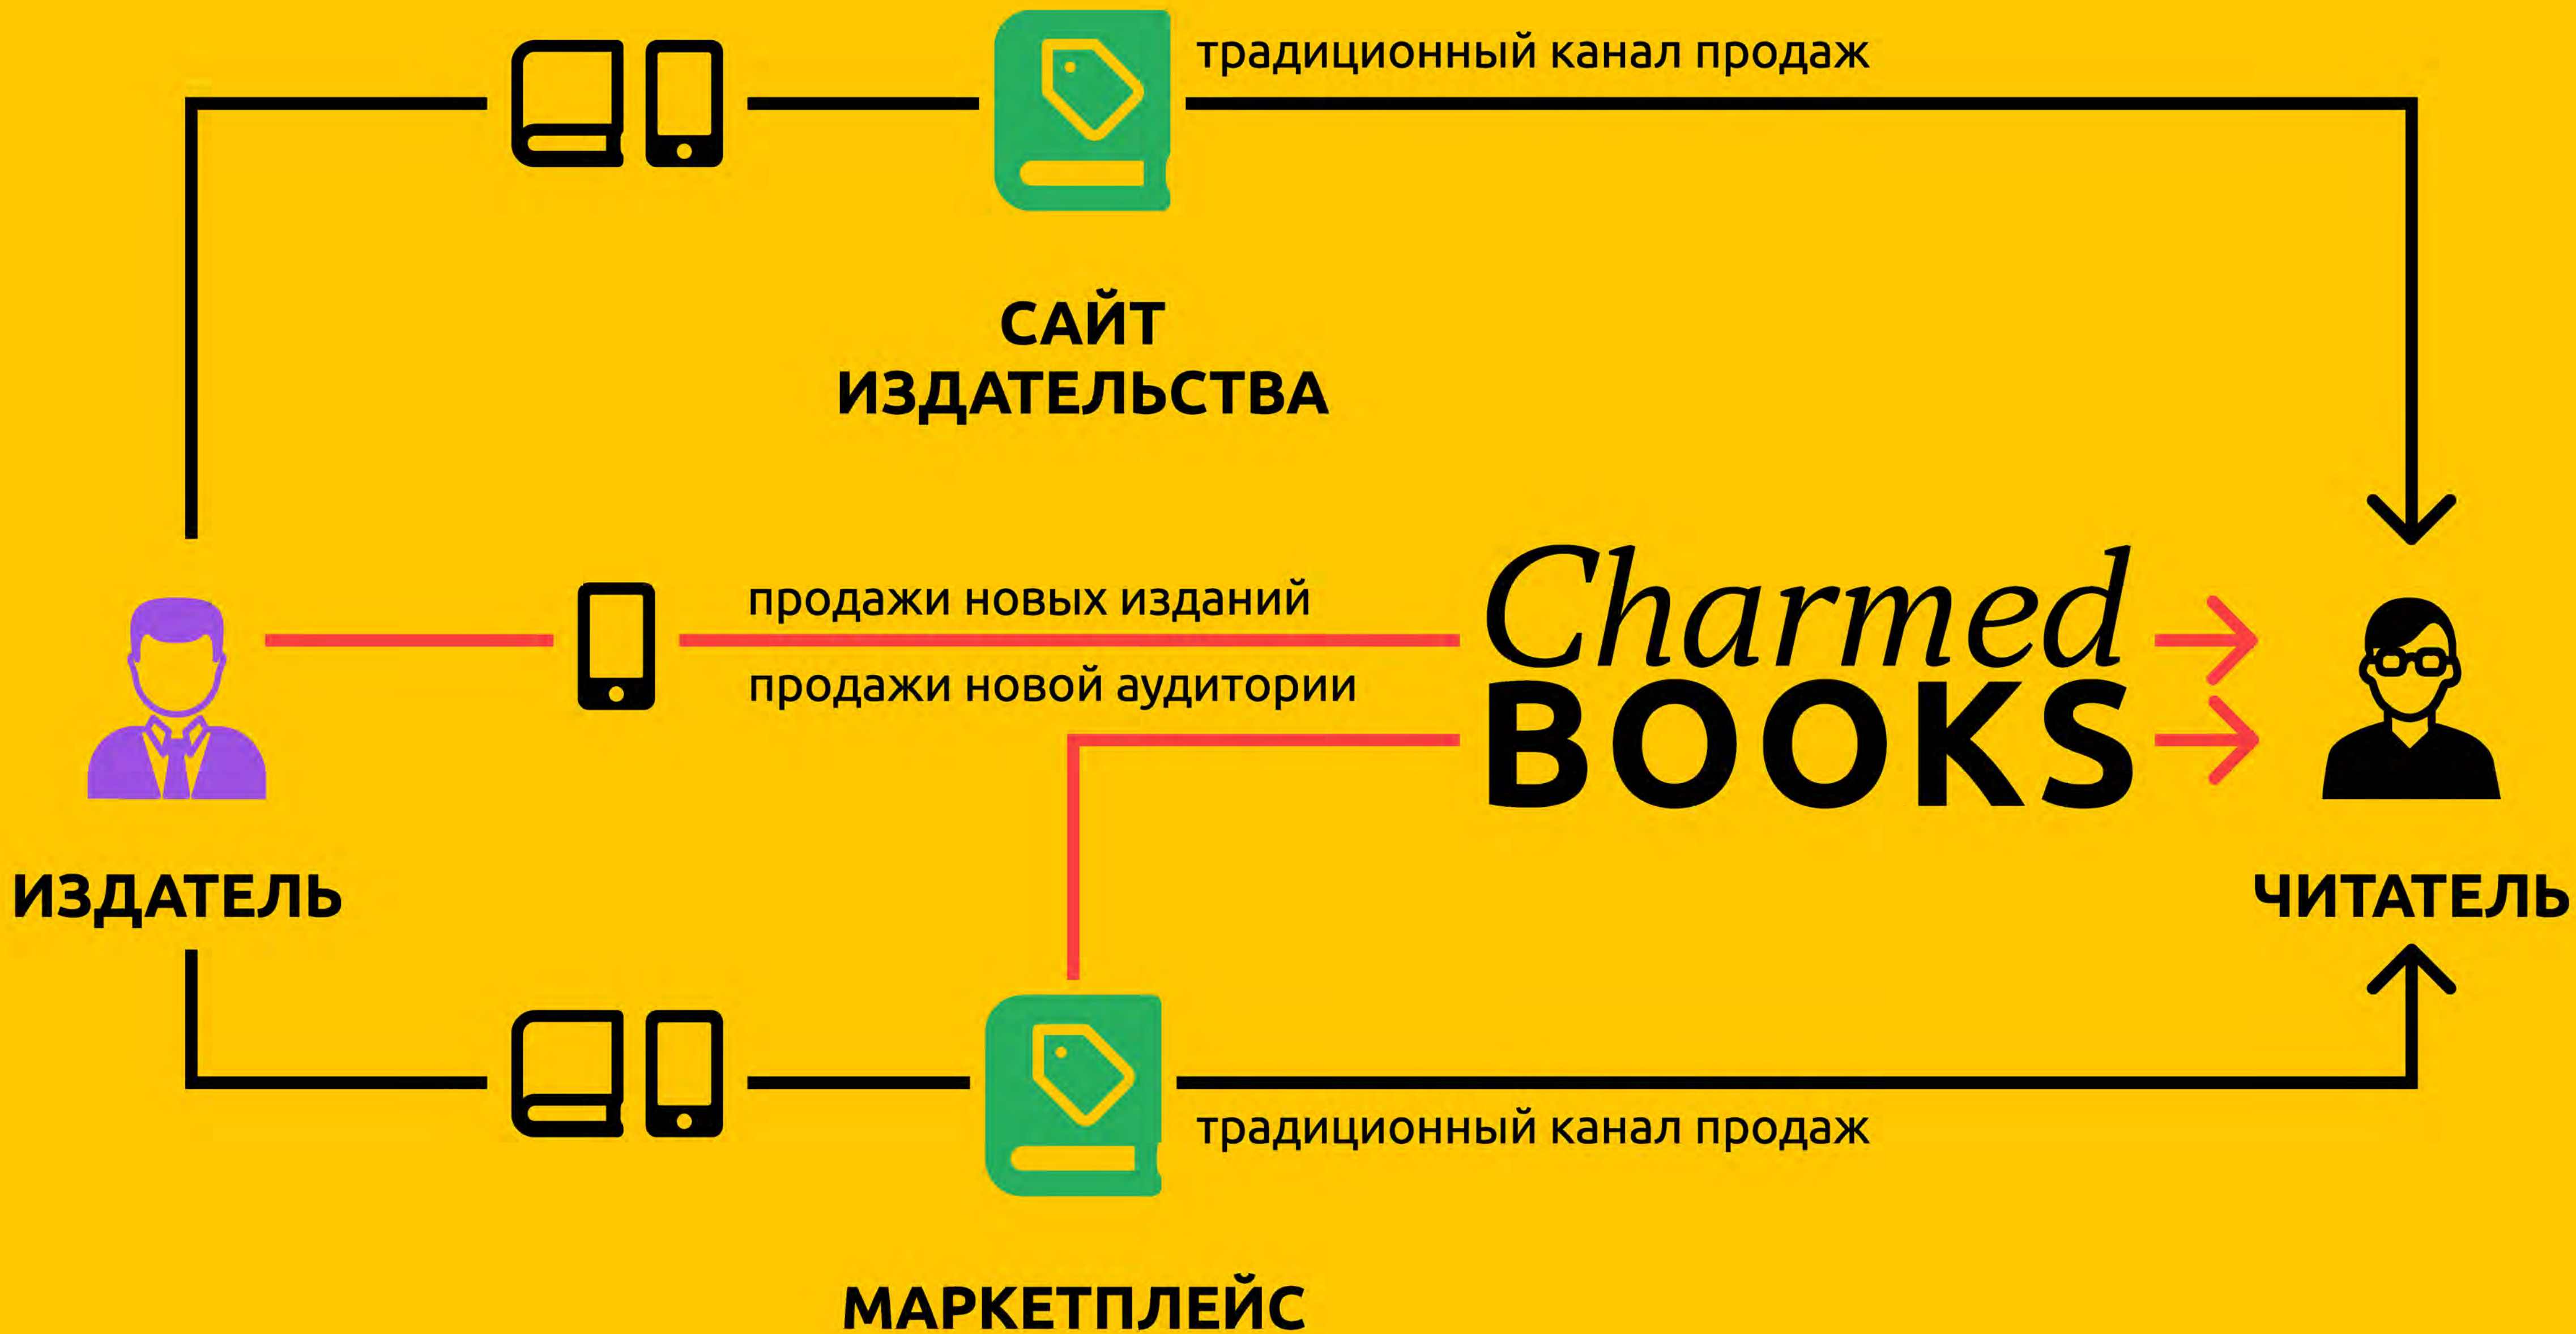 традиционный канал продаж
САЙТ
ИЗДАТЕЛЬСТВА
продажи новых изданий
продажи новой аудитории
Charmed
BOOKS
ИЗДАТЕЛЬ
ЧИТАТЕЛЬ
традиционный канал продаж
МАРКЕТПЛЕЙС